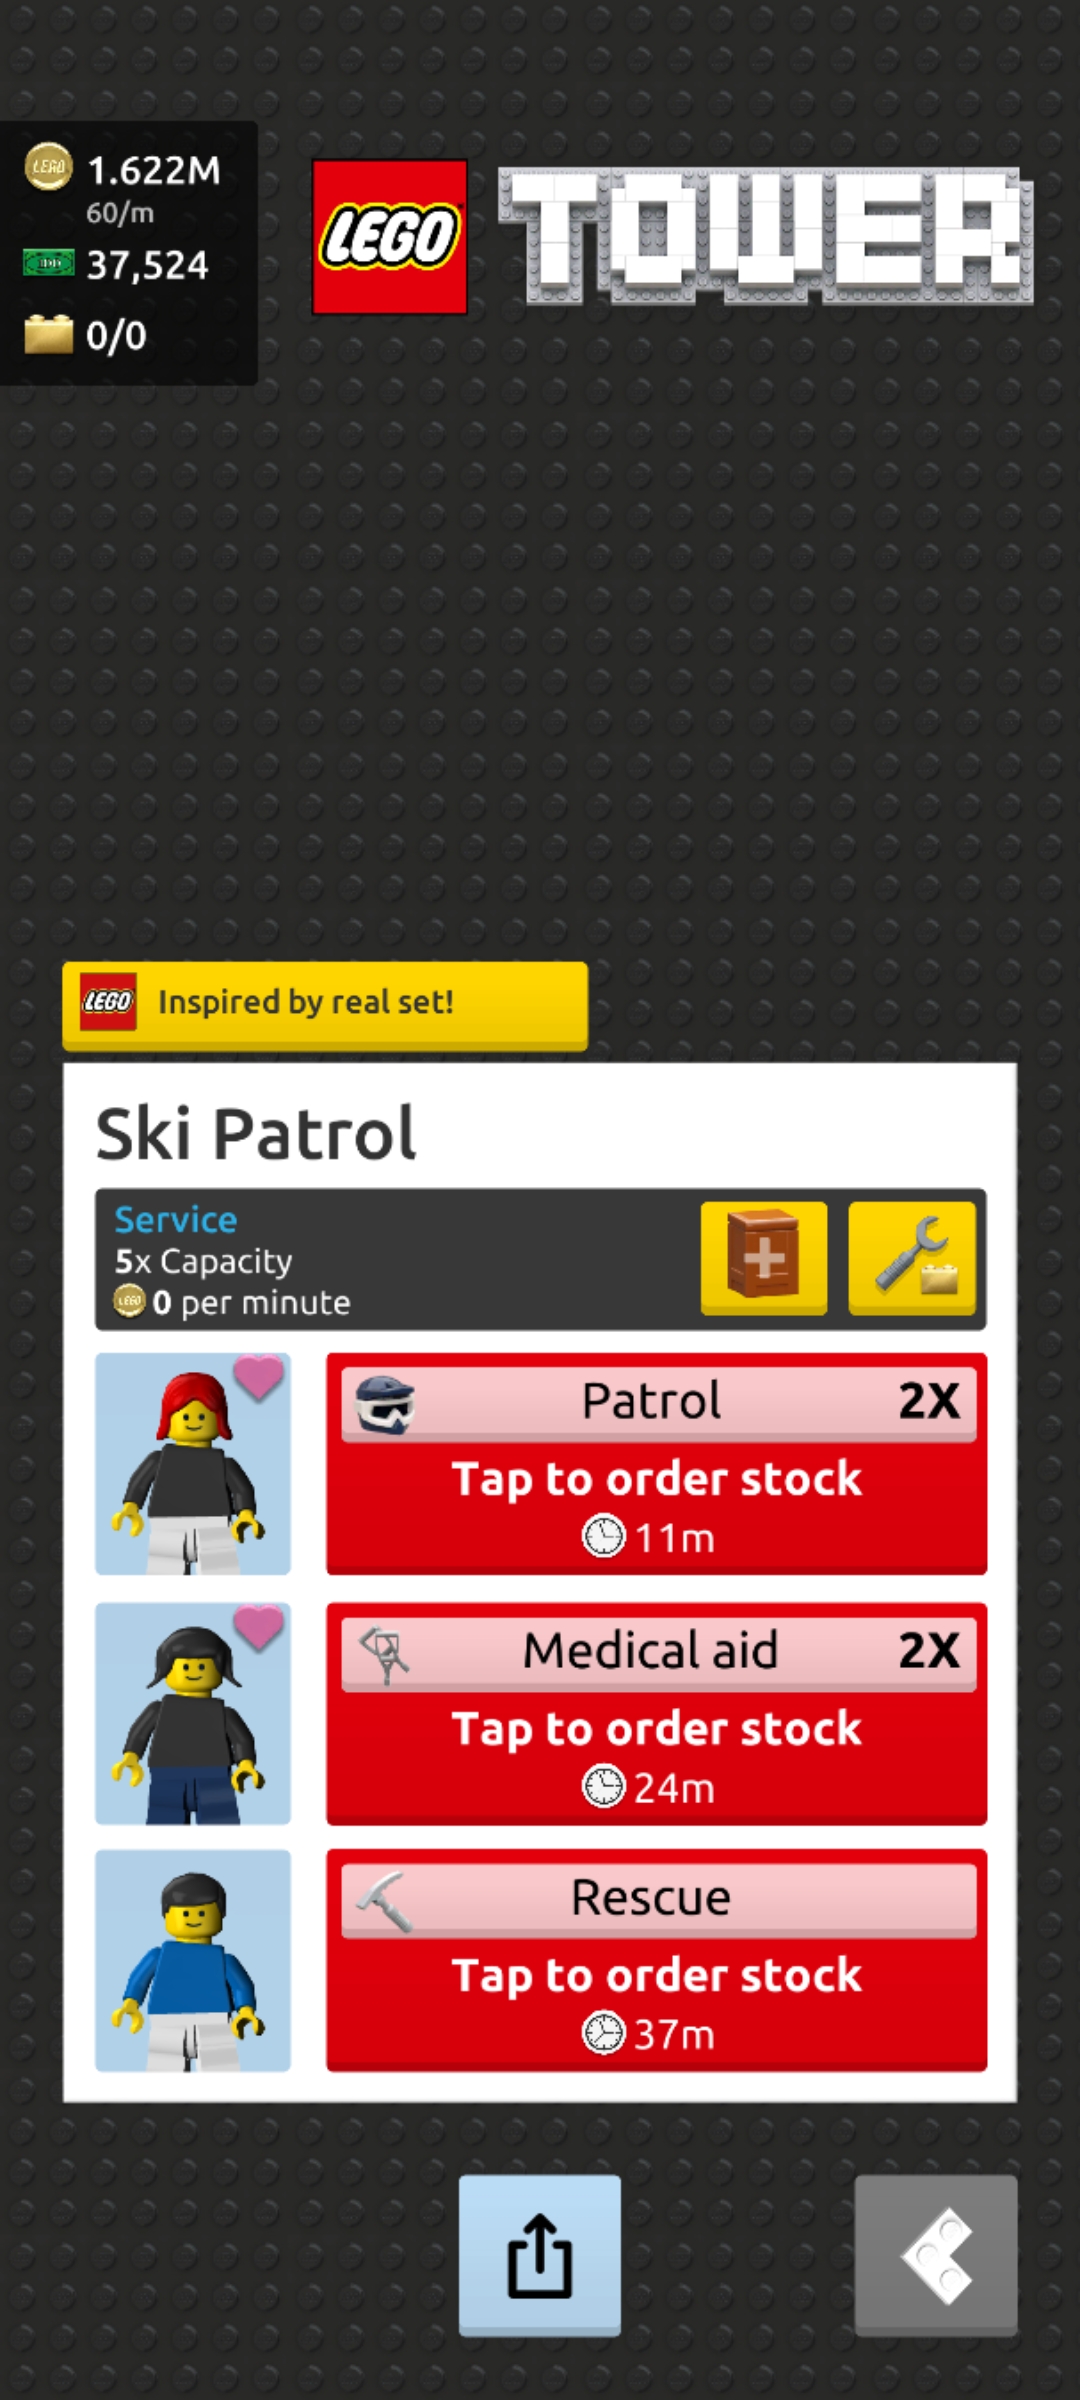 1.622M
60/m
37,524
0/0
LEGO TOWER
LEGO Inspired by real set!
Ski Patrol
Service
5x Capacity
0 per minute
Patrol 2X
Tap to order stock
11m
Medical aid 2X
Tap to order stock
24m
Rescue
Tap to order stock
37m